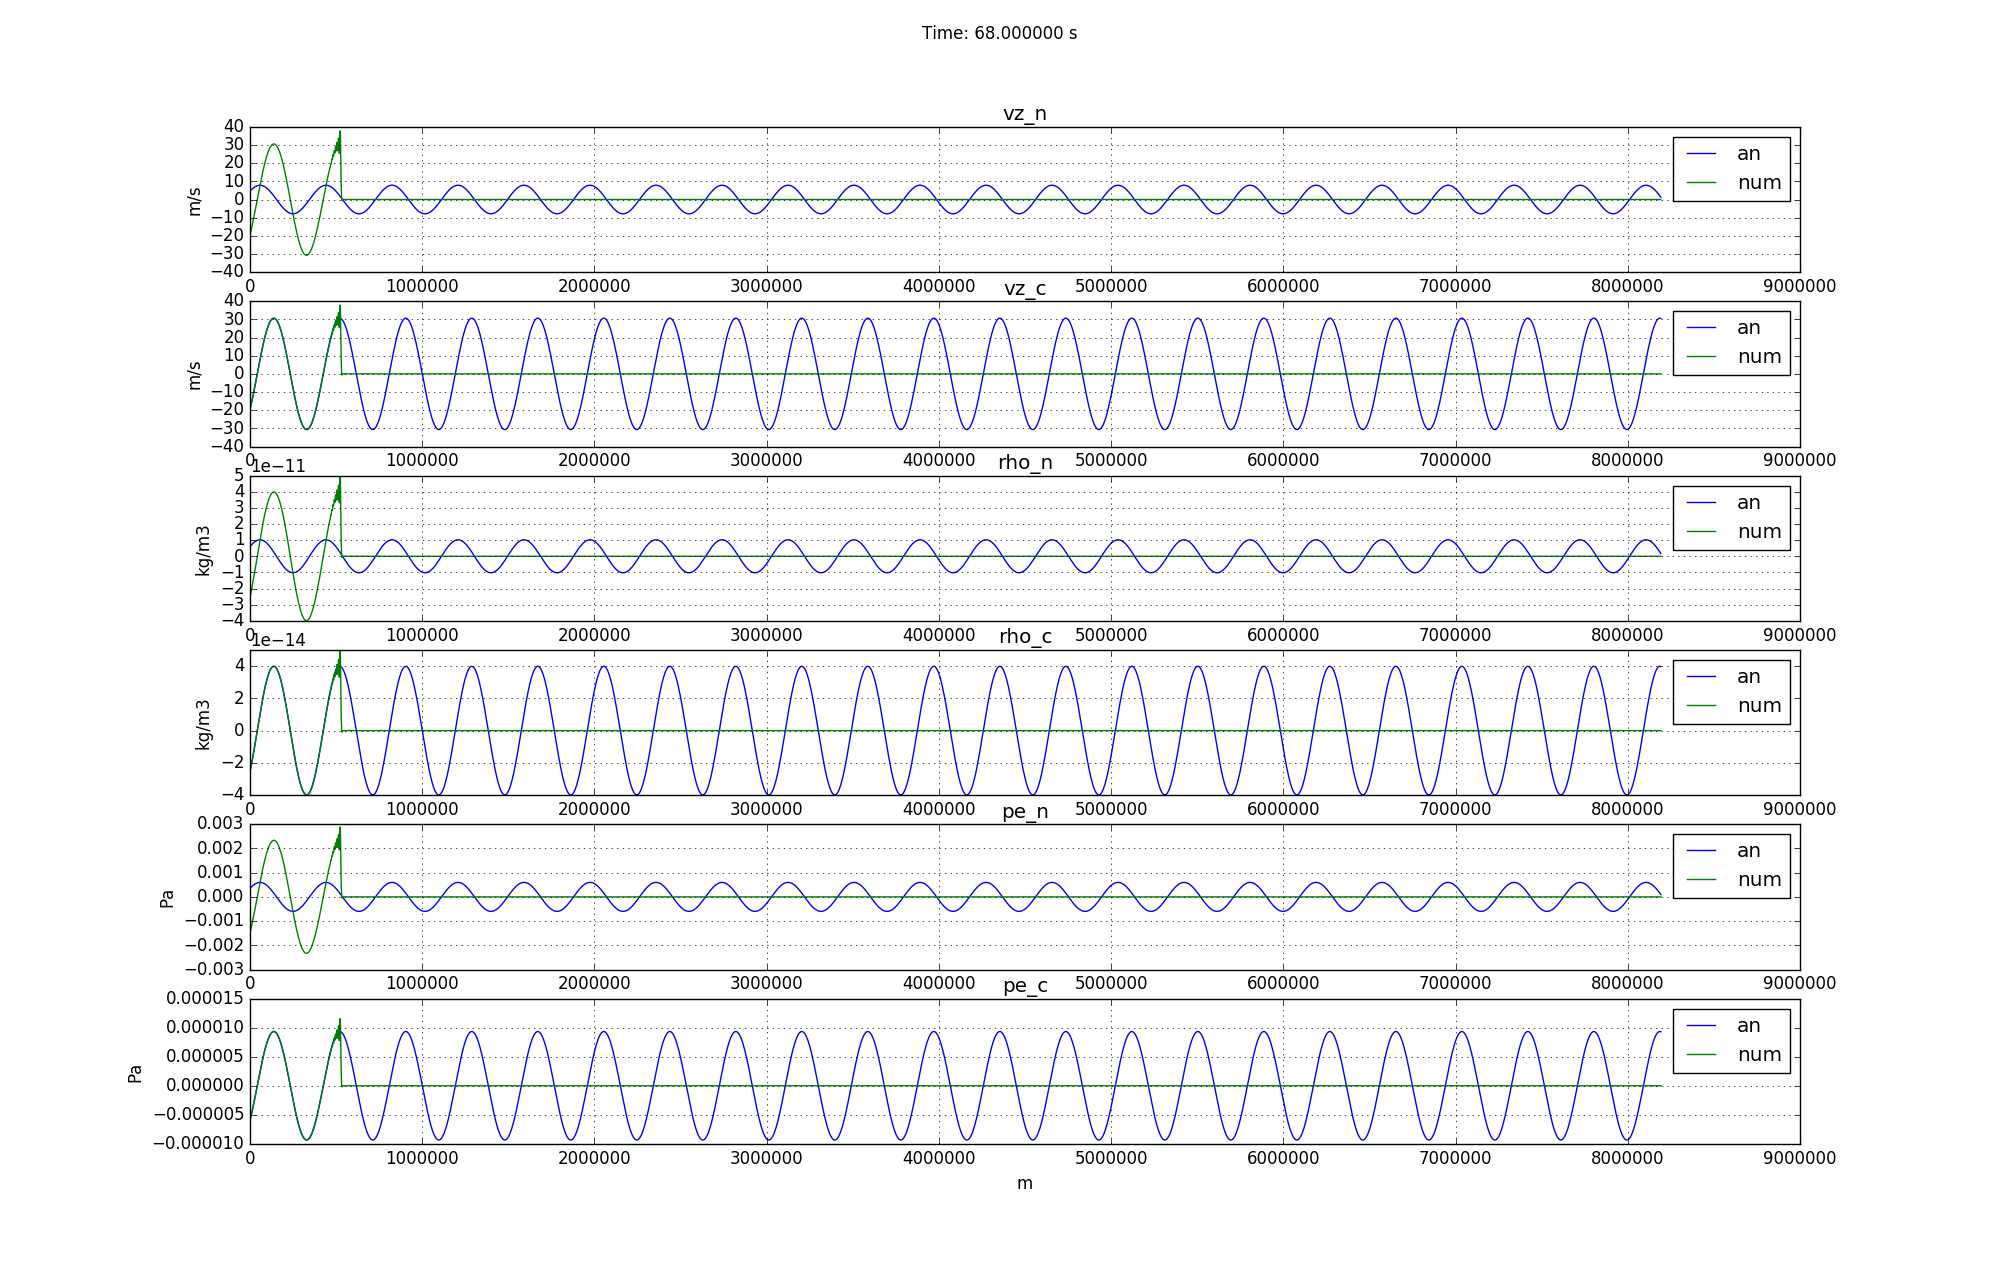 Time: 68.000000 s
vz_n
40
30
20
10
0
−10
−20
−30
−40
m/s
an
num
0 1000000 2000000 3000000 4000000 5000000 6000000 7000000 8000000 9000000
vz_c
40
30
20
10
0
−10
−20
−30
−40
m/s
an
num
0 1000000 2000000 3000000 4000000 5000000 6000000 7000000 8000000 9000000
1e−11
rho_n
5
4
3
2
1
0
−1
−2
−3
−4
kg/m3
an
num
0 1000000 2000000 3000000 4000000 5000000 6000000 7000000 8000000 9000000
1e−14
rho_c
4
2
0
−2
−4
kg/m3
an
num
0 1000000 2000000 3000000 4000000 5000000 6000000 7000000 8000000 9000000
pe_n
0.003
0.002
0.001
0.000
−0.001
−0.002
−0.003
Pa
an
num
0 1000000 2000000 3000000 4000000 5000000 6000000 7000000 8000000 9000000
pe_c
0.000015
0.000010
0.000005
0.000000
−0.000005
−0.000010
Pa
an
num
0 1000000 2000000 3000000 4000000 5000000 6000000 7000000 8000000 9000000
m